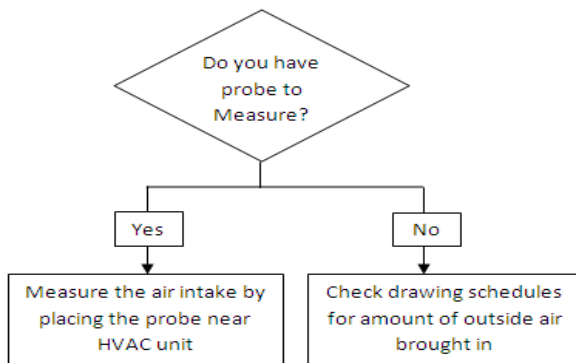 Do you have
probe to
Measure?
Yes
No
Measure the air intake by
placing the probe near
HVAC unit
Check drawing schedules
for amount of outside air
brought in